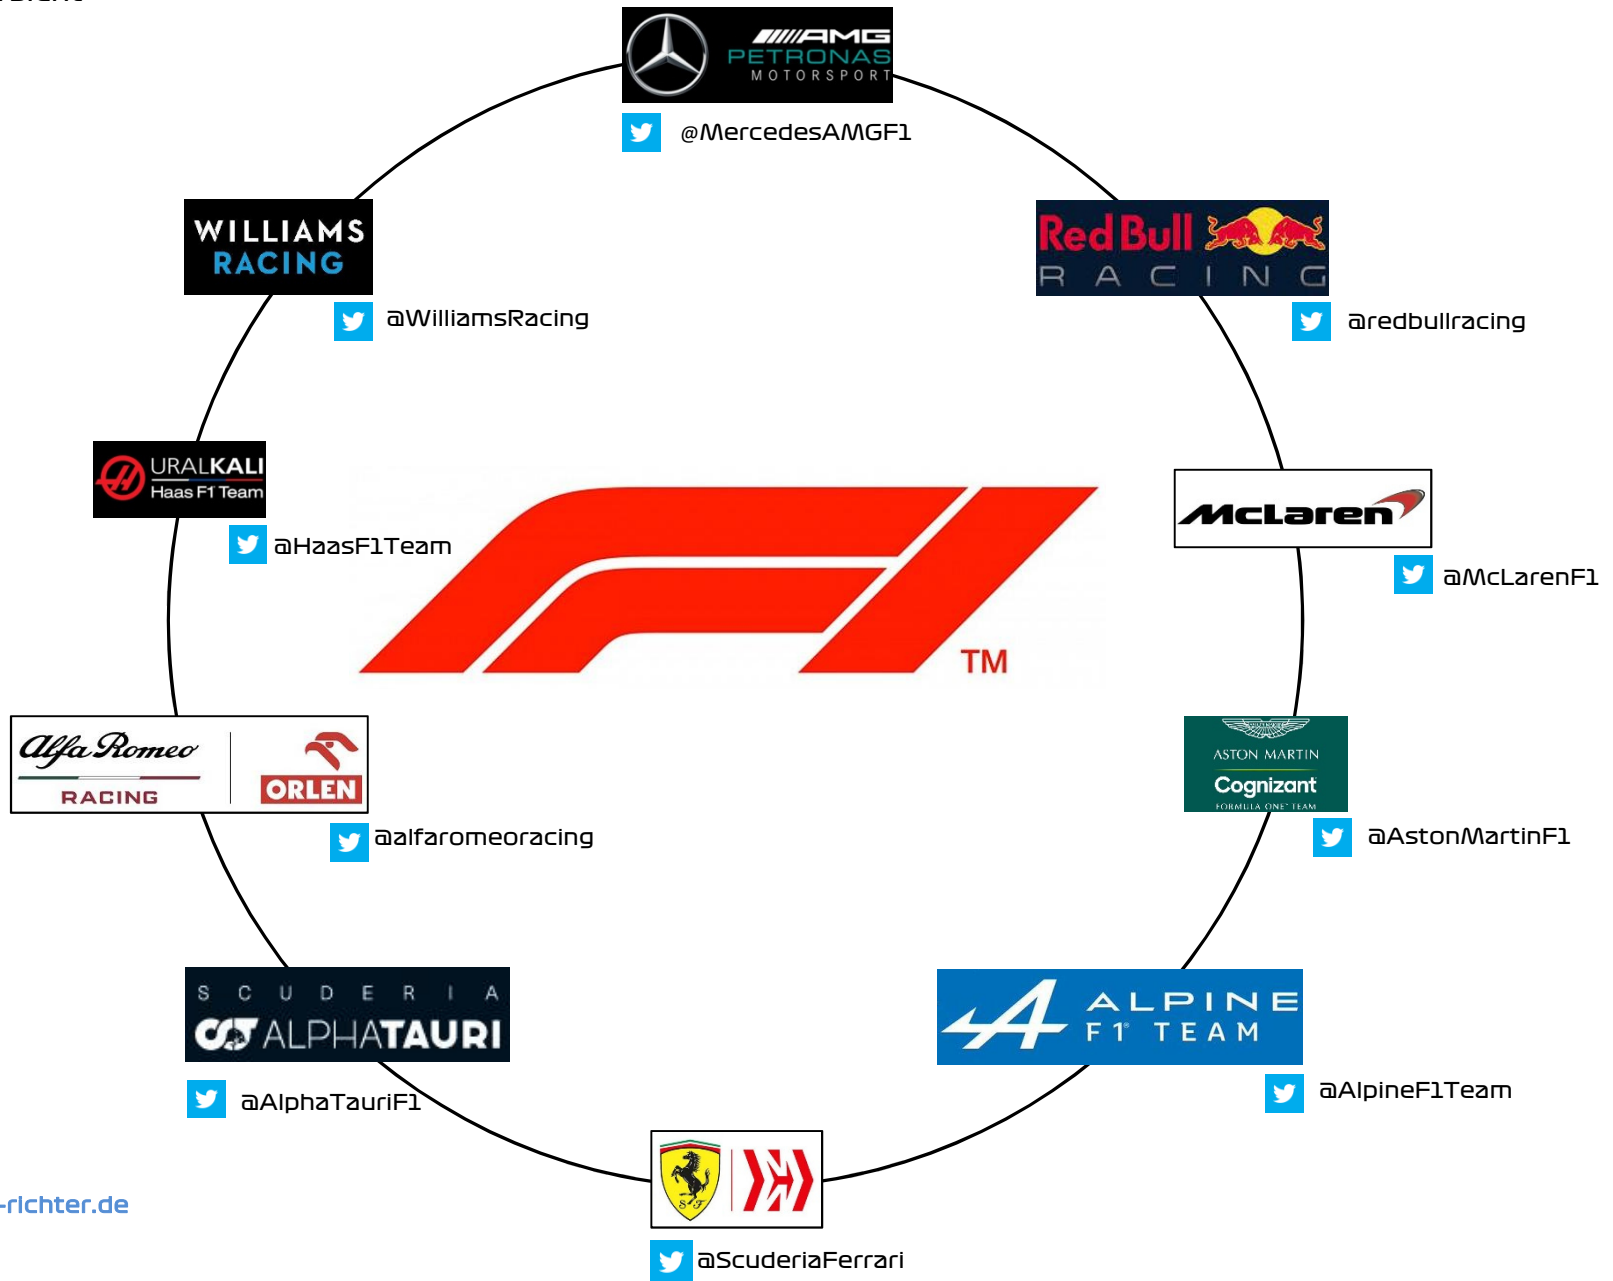 AMG
PETRONAS
MOTORSPORT
@MercedesAMGF1
WILLIAMS
RACING
@WilliamsRacing
Red Bull
RACING
@redbullracing
URALKALI
Haas F1 Team
@HaasF1Team
McLaren
@McLarenF1
F1
TM
Alfa Romeo
RACING
ORLEN
@alfaromeoracing
ASTON MARTIN
Cognizant
FORMULA ONE™ TEAM
@AstonMartinF1
SCUDERIA
ALPHATAURI
@AlphaTauriF1
ALPINE
F1® TEAM
@AlpineF1Team
S F
@ScuderiaFerrari
-richter.de